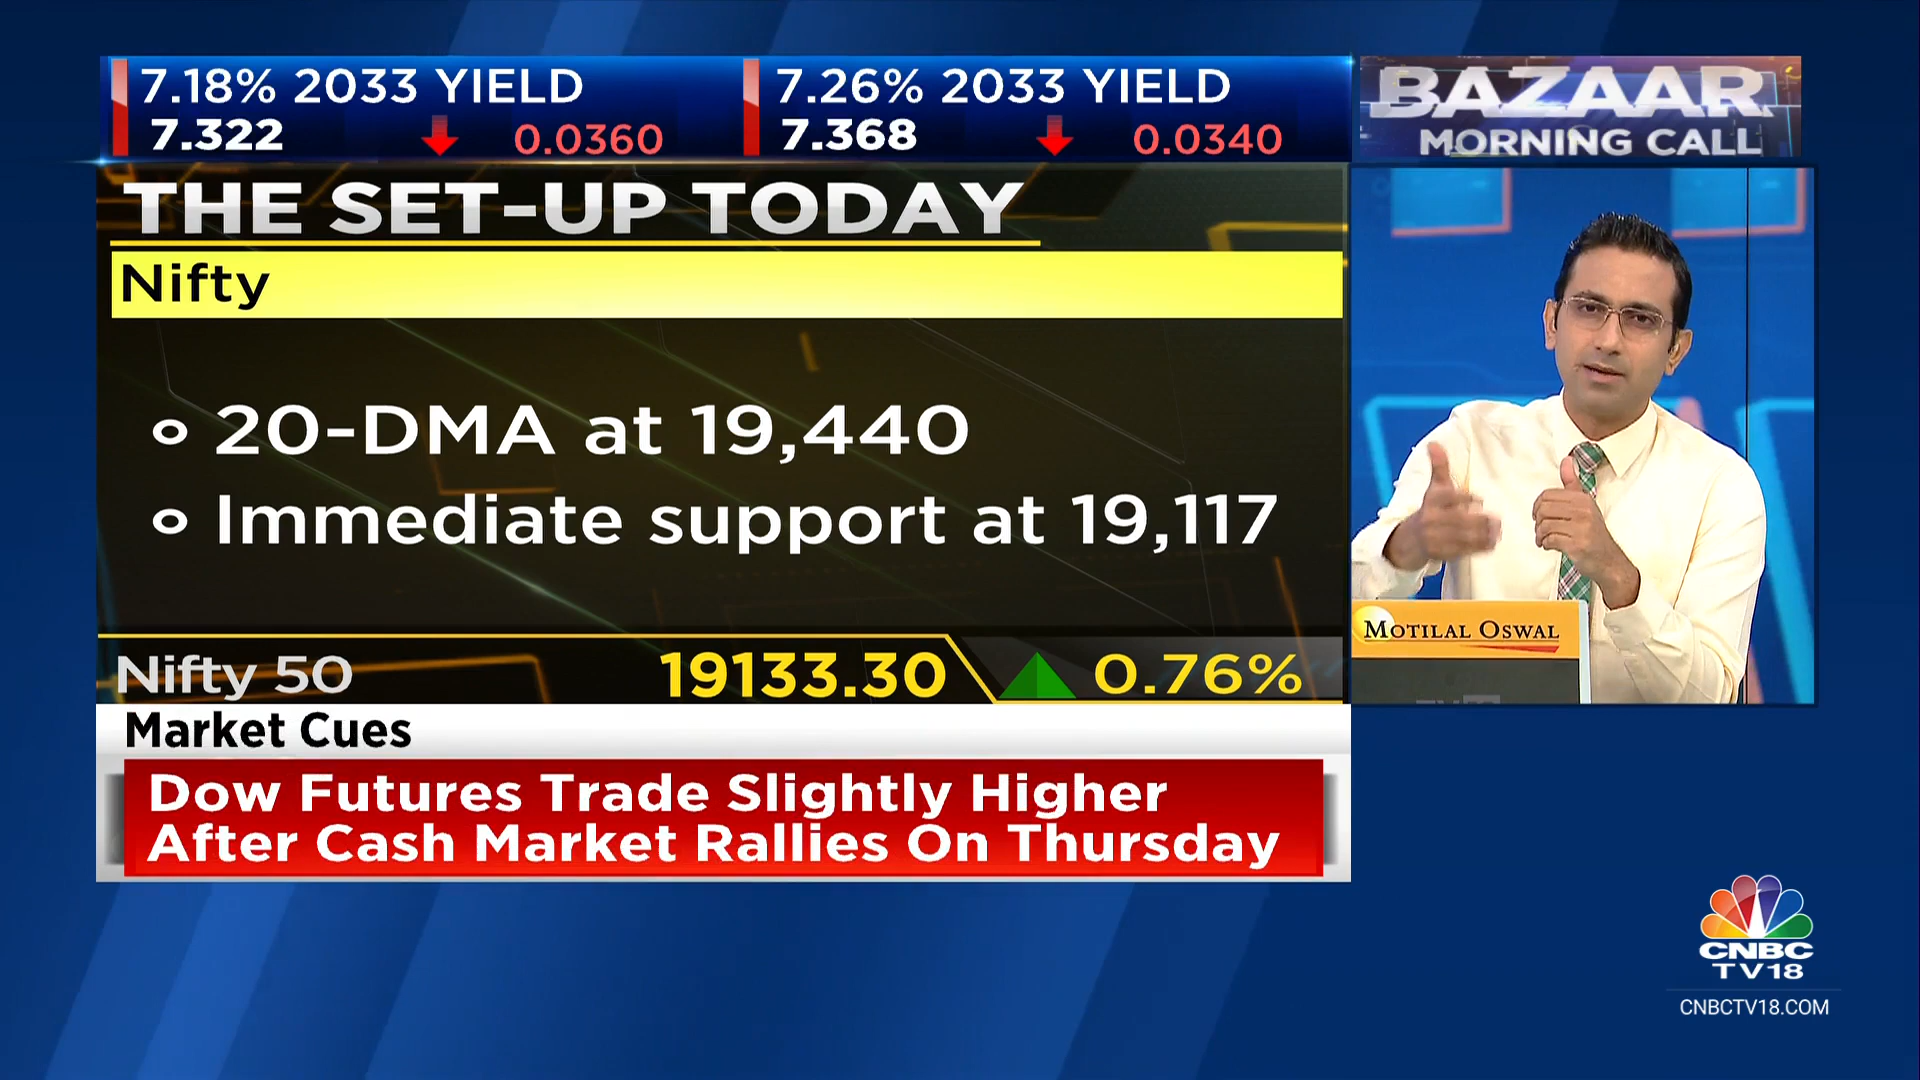 7.18% 2033 YIELD
7.322 0.0360
7.26% 2033 YIELD
7.368 0.0340
BAZAAR
MORNING CALL
THE SET-UP TODAY
Nifty
20-DMA at 19,440
Immediate support at 19,117
Nifty 50 19133.30 0.76%
MOTILAL OSWAL
Market Cues
Dow Futures Trade Slightly Higher
After Cash Market Rallies On Thursday
CNBC
TV18
CNBCTV18.COM